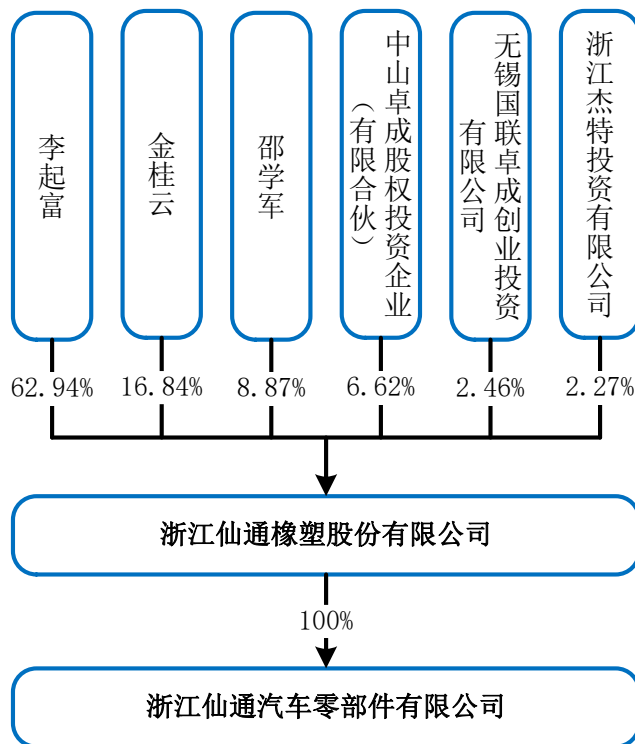 李起富
金桂云
邵学军
中山卓成股权投资企业
（有限合伙）
无锡国联卓成创业投资
有限公司
浙江杰特投资有限公司
62.94%
16.84%
8.87%
6.62%
2.46%
2.27%
浙江仙通橡塑股份有限公司
100%
浙江仙通汽车零部件有限公司